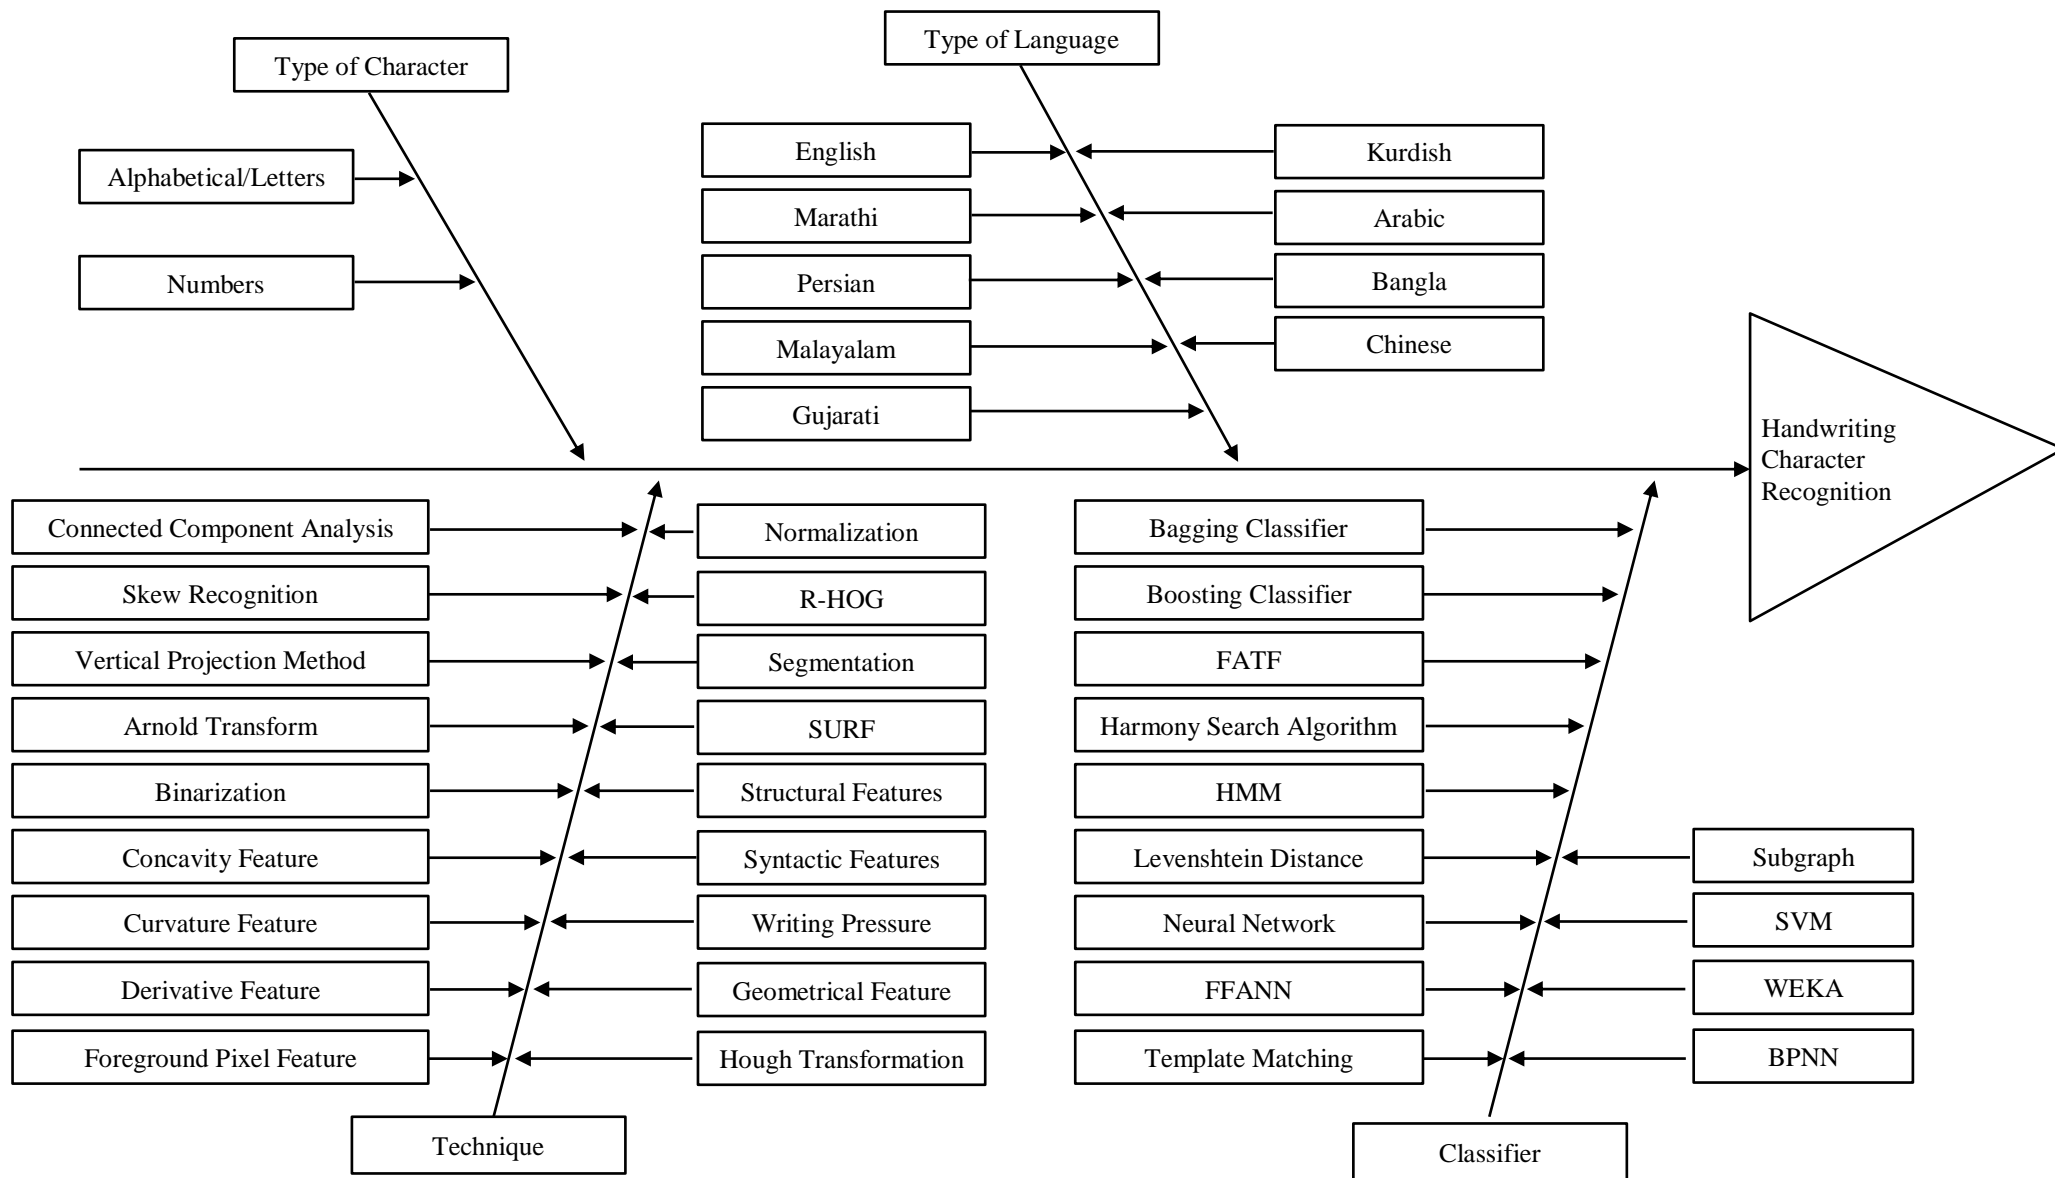 Type of Character
Type of Language
English
Kurdish
Alphabetical/Letters
Marathi
Arabic
Numbers
Persian
Bangla
Malayalam
Chinese
Gujarati
Handwriting
Character
Recognition
Connected Component Analysis
Normalization
Bagging Classifier
Skew Recognition
R-HOG
Boosting Classifier
Vertical Projection Method
Segmentation
FATF
Arnold Transform
SURF
Harmony Search Algorithm
Binarization
Structural Features
HMM
Concavity Feature
Syntactic Features
Levenshtein Distance
Subgraph
Curvature Feature
Writing Pressure
Neural Network
SVM
Derivative Feature
Geometrical Feature
FFANN
WEKA
Foreground Pixel Feature
Hough Transformation
Template Matching
BPNN
Technique
Classifier